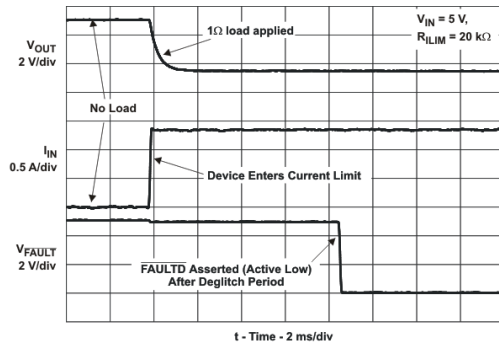 V_OUT
2 V/div
1Ω load applied
V_IN = 5 V,
R_ILIM = 20 kΩ
No Load
I_IN
0.5 A/div
Device Enters Current Limit
V_FAULT
2 V/div
FAULTD Asserted (Active Low)
After Deglitch Period
t - Time - 2 ms/div